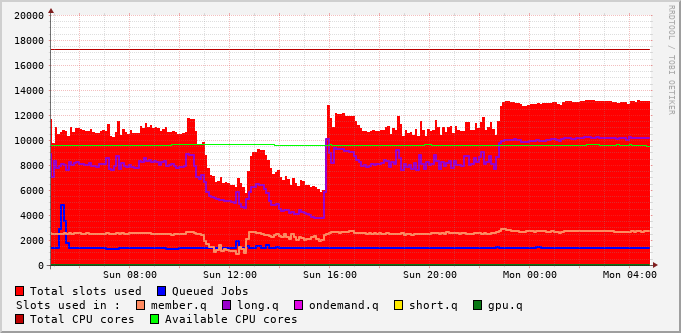 20000
18000
16000
14000
12000
10000
8000
6000
4000
2000
0
Sun 08:00 Sun 12:00 Sun 16:00 Sun 20:00 Mon 00:00 Mon 04:00
Total slots used Queued Jobs
Slots used in : member.q long.q ondemand.q short.q gpu.q
Total CPU cores Available CPU cores
RRDTOOL / TOBI OETIKER